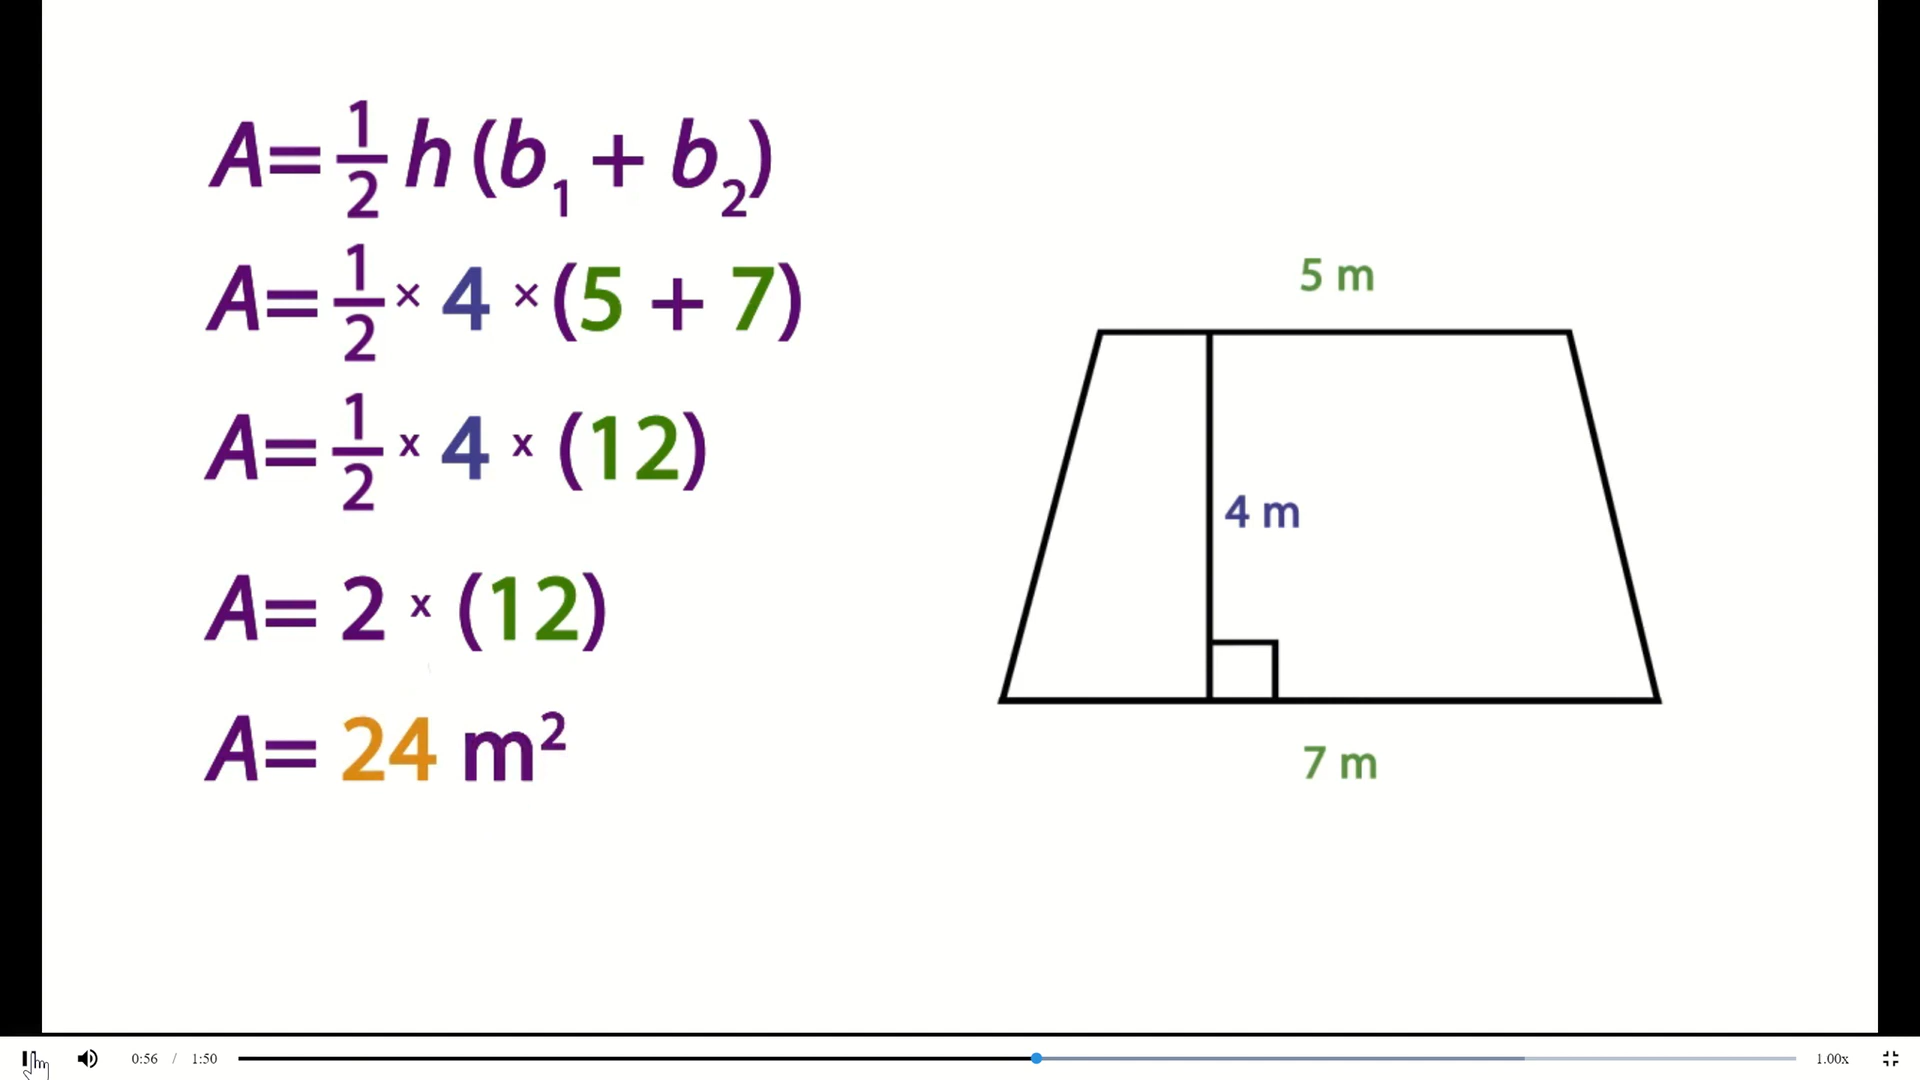 A= 1/2 h (b₁ + b₂)
A= 1/2 × 4 × (5 + 7)
A= 1/2 x 4 x (12)
A= 2 x (12)
A= 24 m²
5 m
4 m
7 m
0:56 / 1:50
1.00x